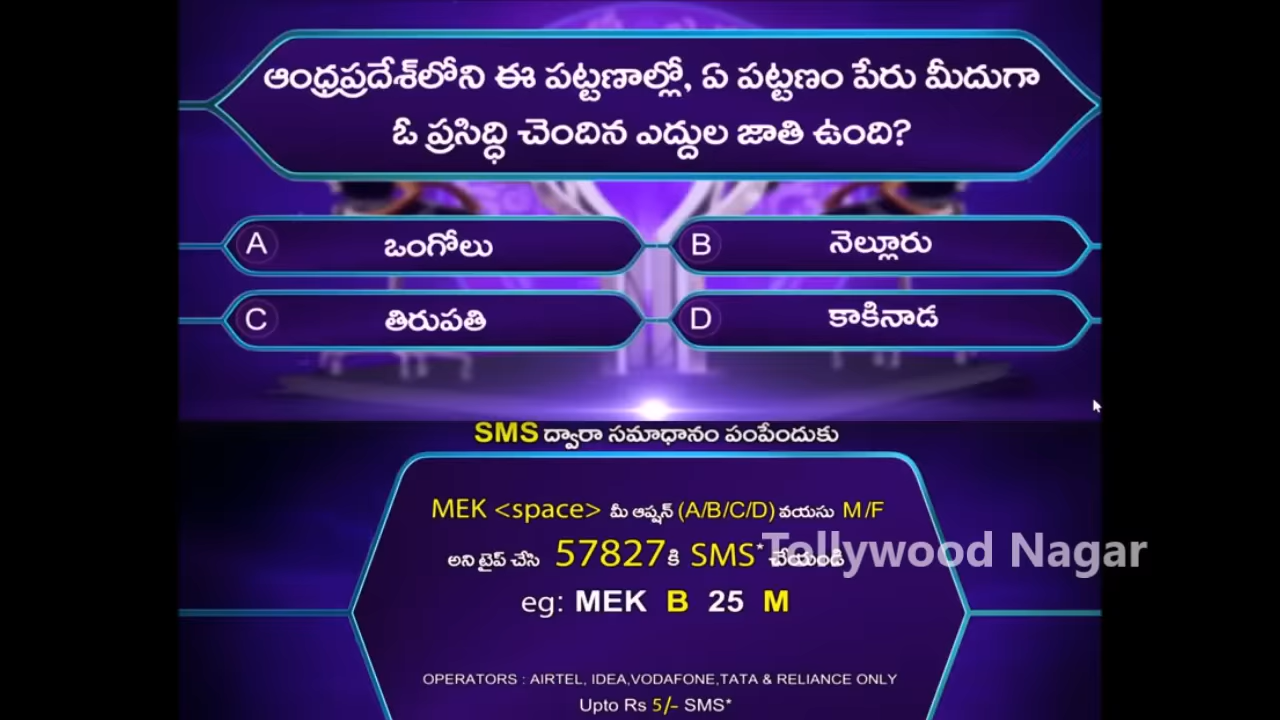 ఆంధ్రప్రదేశ్‌లోని ఈ పట్టణాల్లో, ఏ పట్టణం పేరు మీదుగా
ఓ ప్రసిద్ధి చెందిన ఎద్దుల జాతి ఉంది?
A ఒంగోలు
B నెల్లూరు
C తిరుపతి
D కాకినాడ
SMS ద్వారా సమాధానం పంపేందుకు
MEK <space> మీ ఆప్షన్ (A/B/C/D) వయసు M/F
అని టైప్ చేసి 57827కి SMS* చేయండి
Tollywood Nagar
eg: MEK B 25 M
OPERATORS : AIRTEL, IDEA,VODAFONE,TATA & RELIANCE ONLY
Upto Rs 5/- SMS*